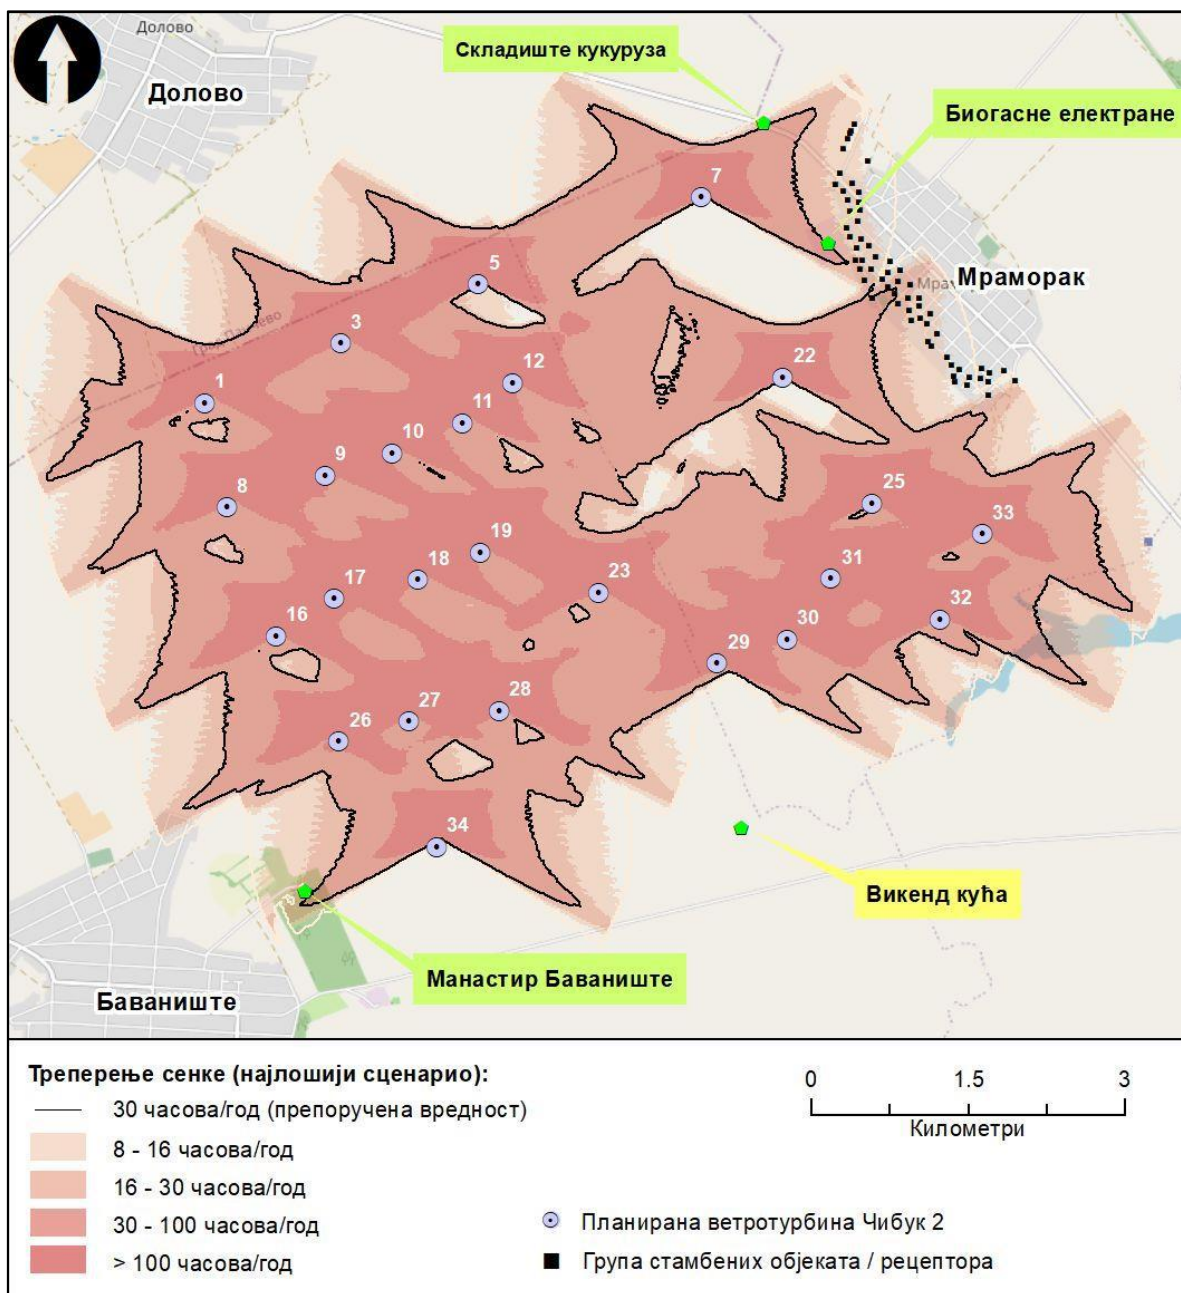 Долово
Складиште кукуруза
Долово
Биогасне електране
7
5
Мраморак
3
12
22
1
11
10
9
25
8
33
19
18
31
17
23
32
16
30
29
28
27
26
34
Викенд кућа
Манастир Баваниште
Баваниште
Треперење сенке (најлошији сценарио):
0 1.5 3
30 часова/год (препоручена вредност)
Километри
8 - 16 часова/год
16 - 30 часова/год
30 - 100 часова/год
Планирана ветротурбина Чибук 2
> 100 часова/год
Група стамбених објеката / рецептора